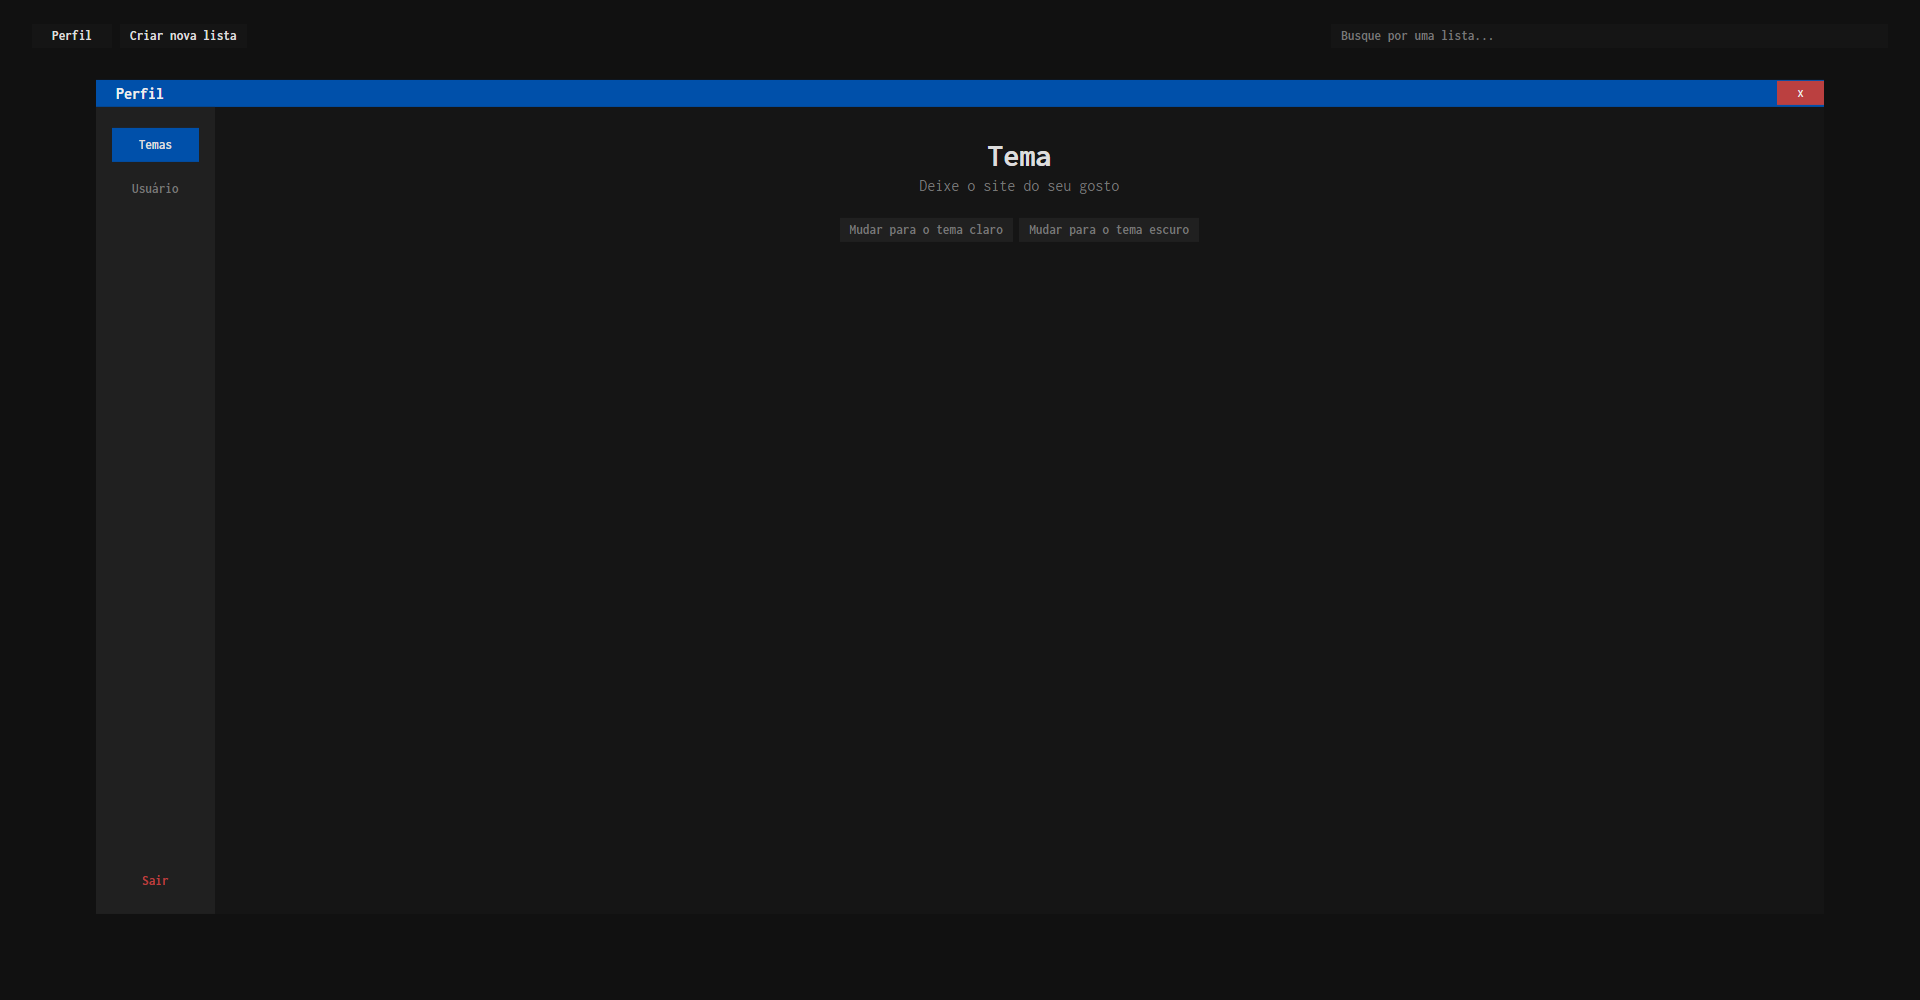 Perfil
Criar nova lista
Busque por uma lista...
Perfil
x
Temas
Usuário
Tema
Deixe o site do seu gosto
Mudar para o tema claro
Mudar para o tema escuro
Sair